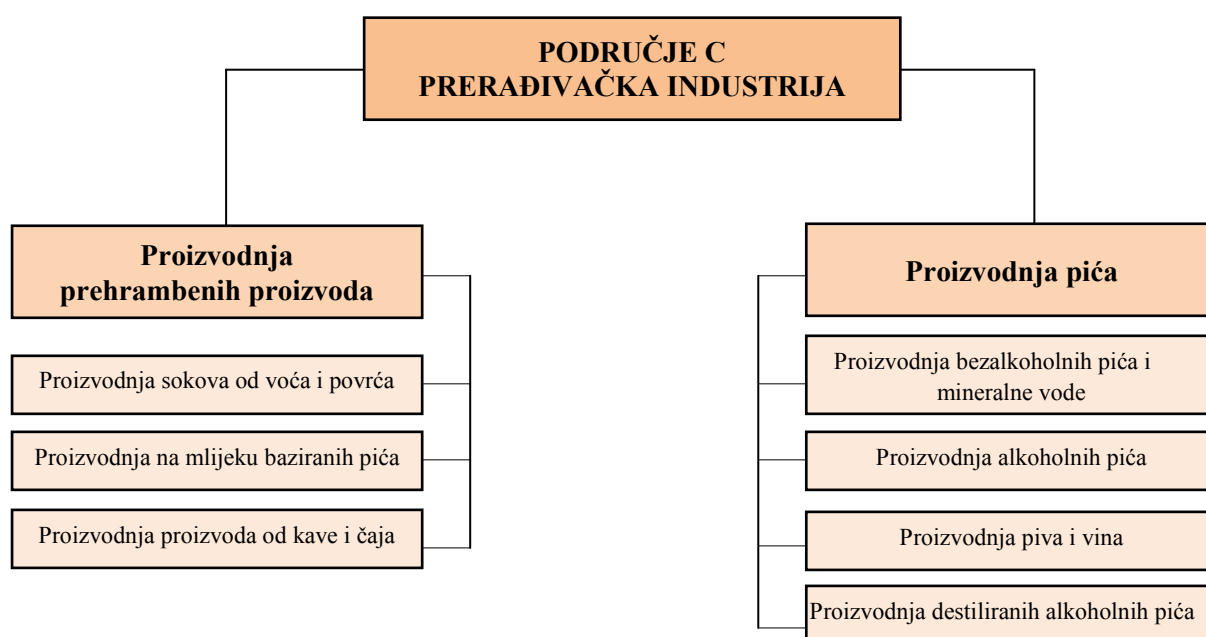 PODRUČJE C
PRERAĐIVAČKA INDUSTRIJA
Proizvodnja
prehrambenih proizvoda
Proizvodnja sokova od voća i povrća
Proizvodnja na mlijeku baziranih pića
Proizvodnja proizvoda od kave i čaja
Proizvodnja pića
Proizvodnja bezalkoholnih pića i
mineralne vode
Proizvodnja alkoholnih pića
Proizvodnja piva i vina
Proizvodnja destiliranih alkoholnih pića